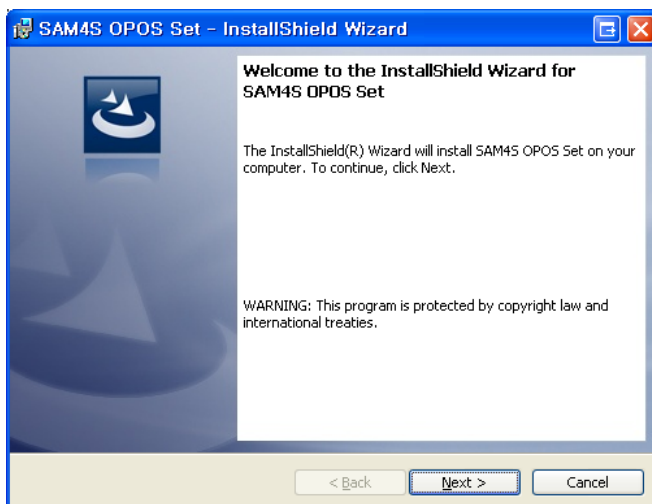 SAM4S OPOS Set - InstallShield Wizard
Welcome to the InstallShield Wizard for
SAM4S OPOS Set
The InstallShield(R) Wizard will install SAM4S OPOS Set on your
computer. To continue, click Next.
WARNING: This program is protected by copyright law and
international treaties.
< Back
Next >
Cancel